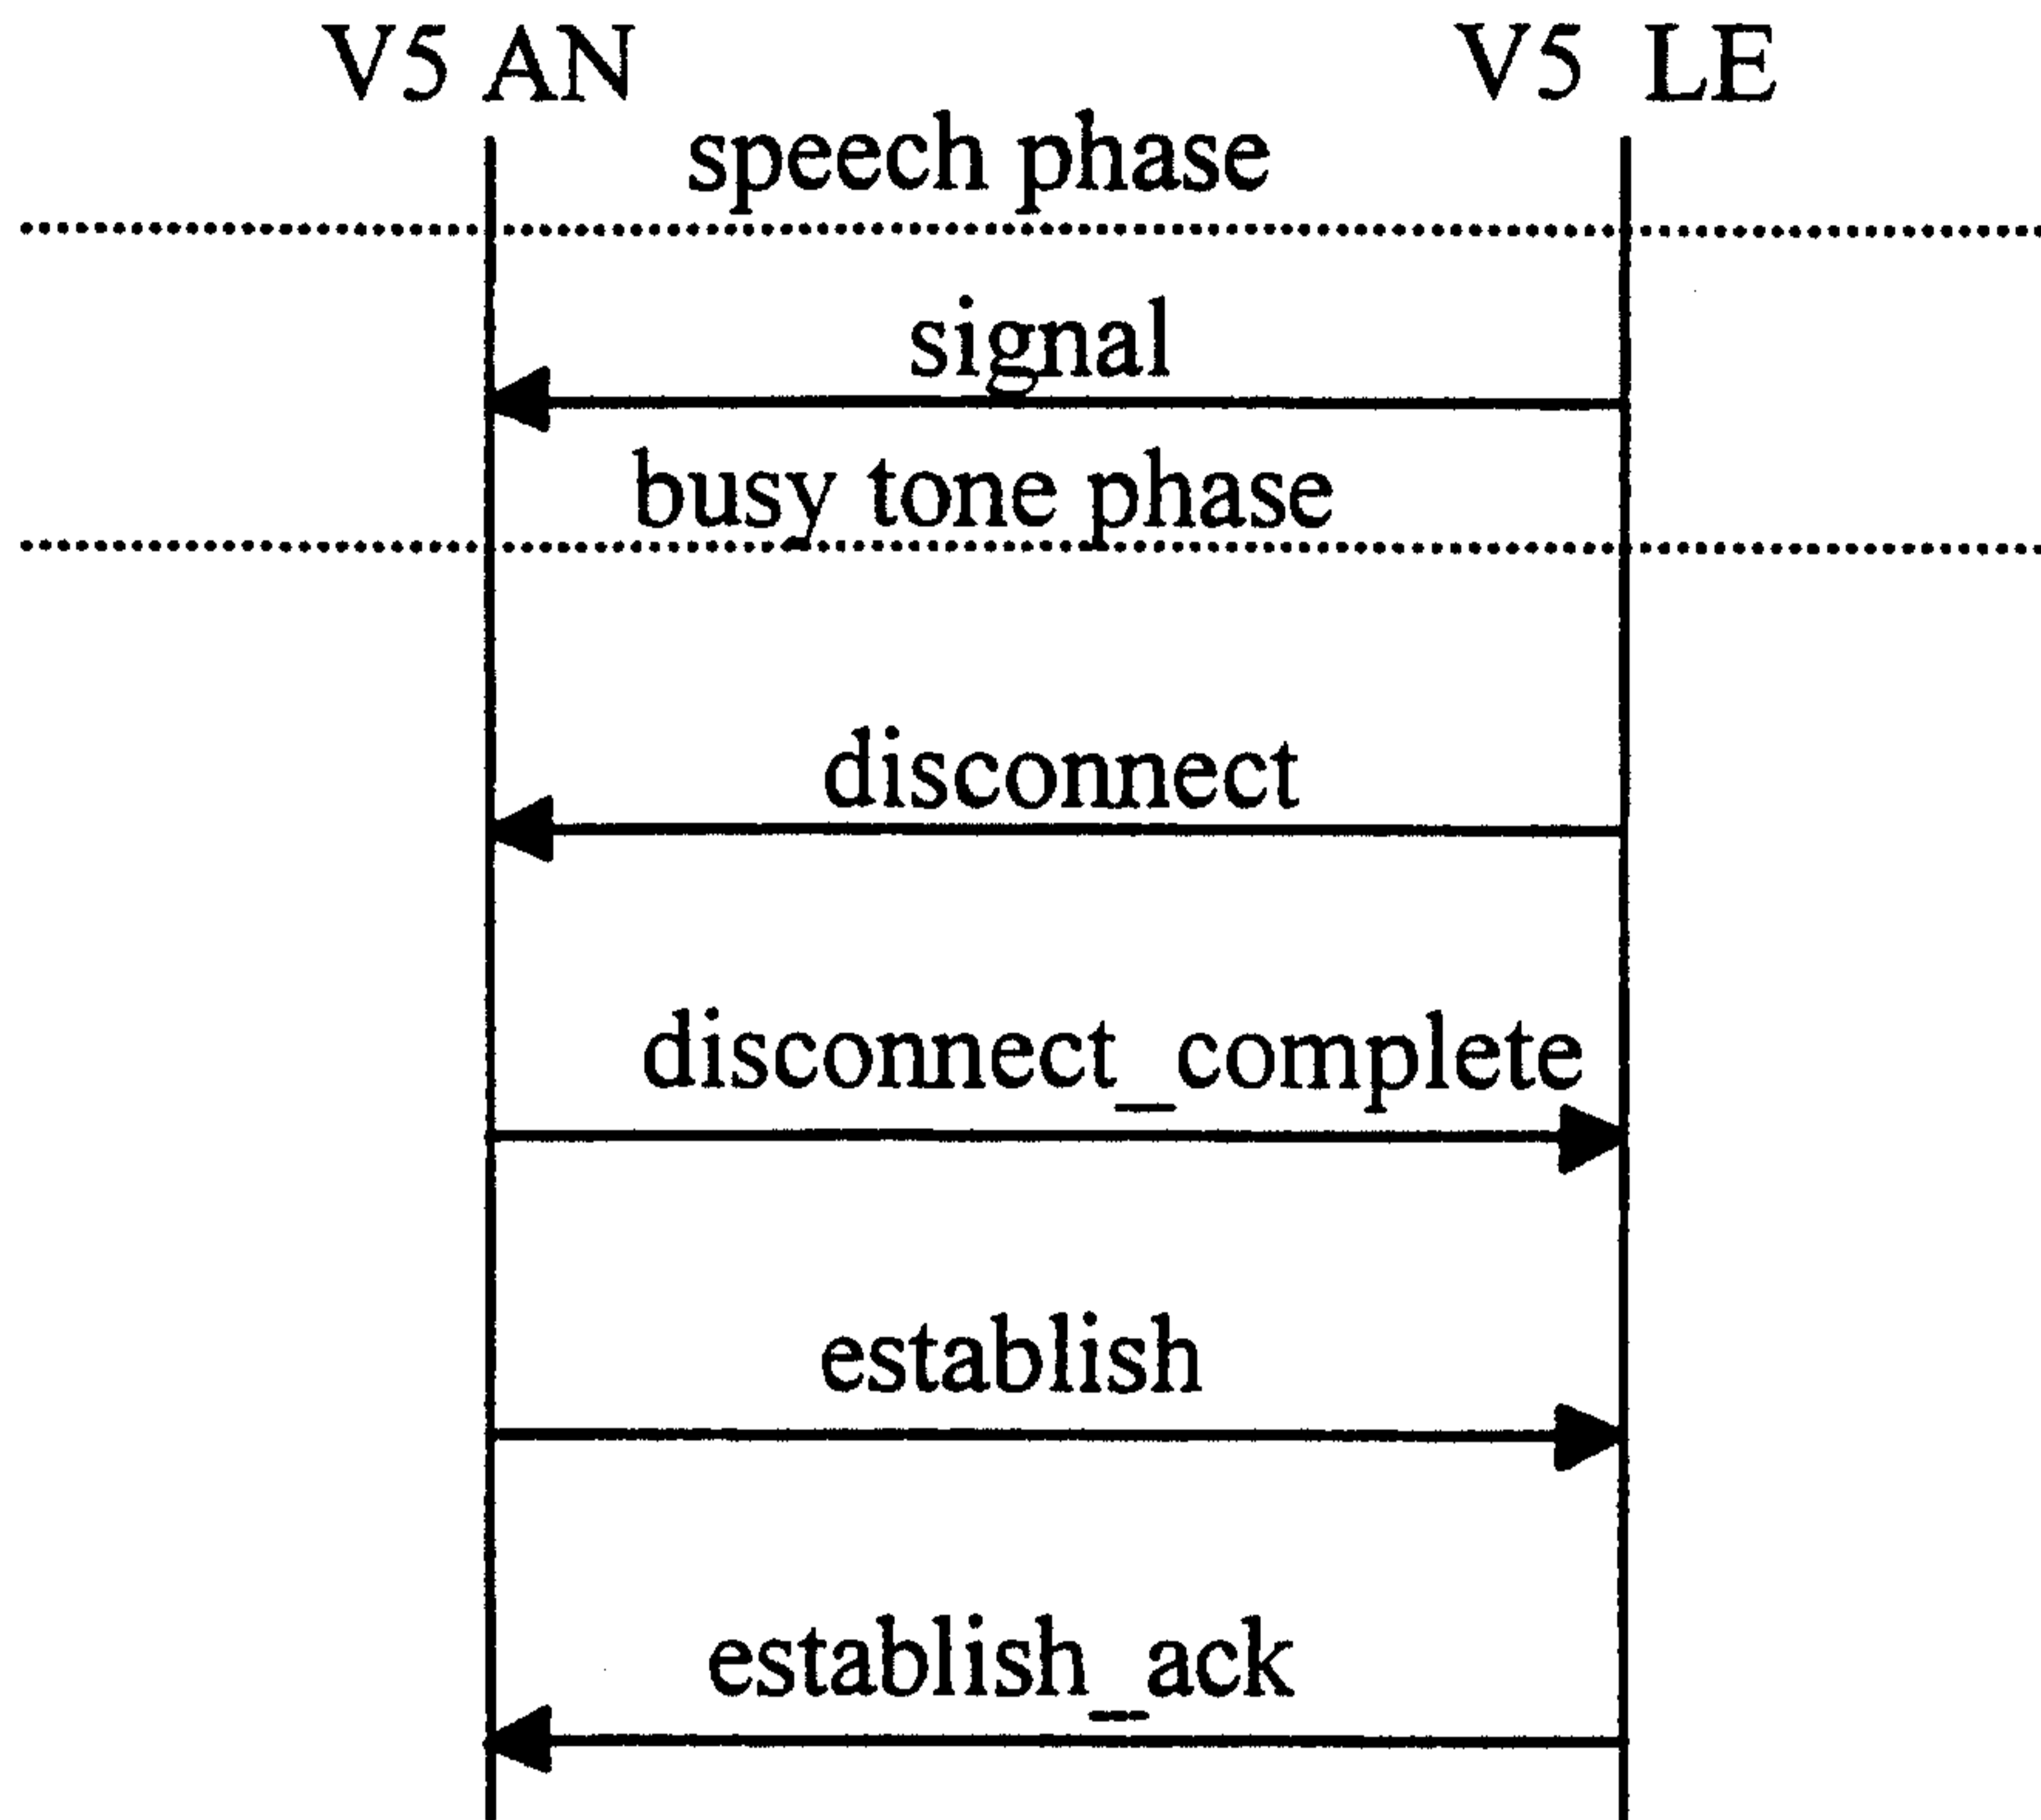 V5 AN V5 LE
speech phase
signal
busy tone phase
disconnect
disconnect_complete
establish
establish_ack